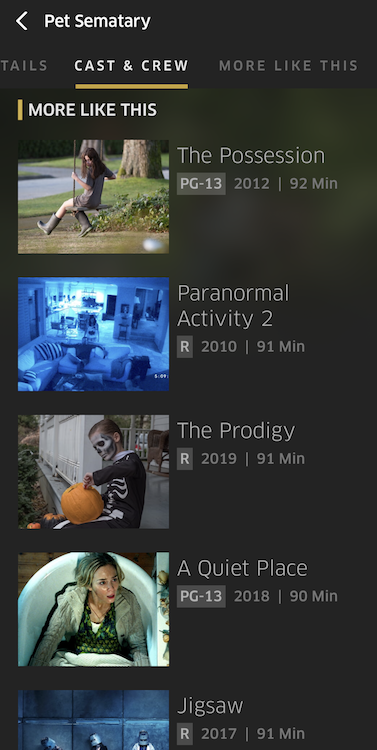 Pet Sematary
TAILS CAST & CREW MORE LIKE THIS
MORE LIKE THIS
The Possession
PG-13 2012 | 92 Min
Paranormal
Activity 2
R 2010 | 91 Min
The Prodigy
R 2019 | 91 Min
A Quiet Place
PG-13 2018 | 90 Min
Jigsaw
R 2017 | 91 Min